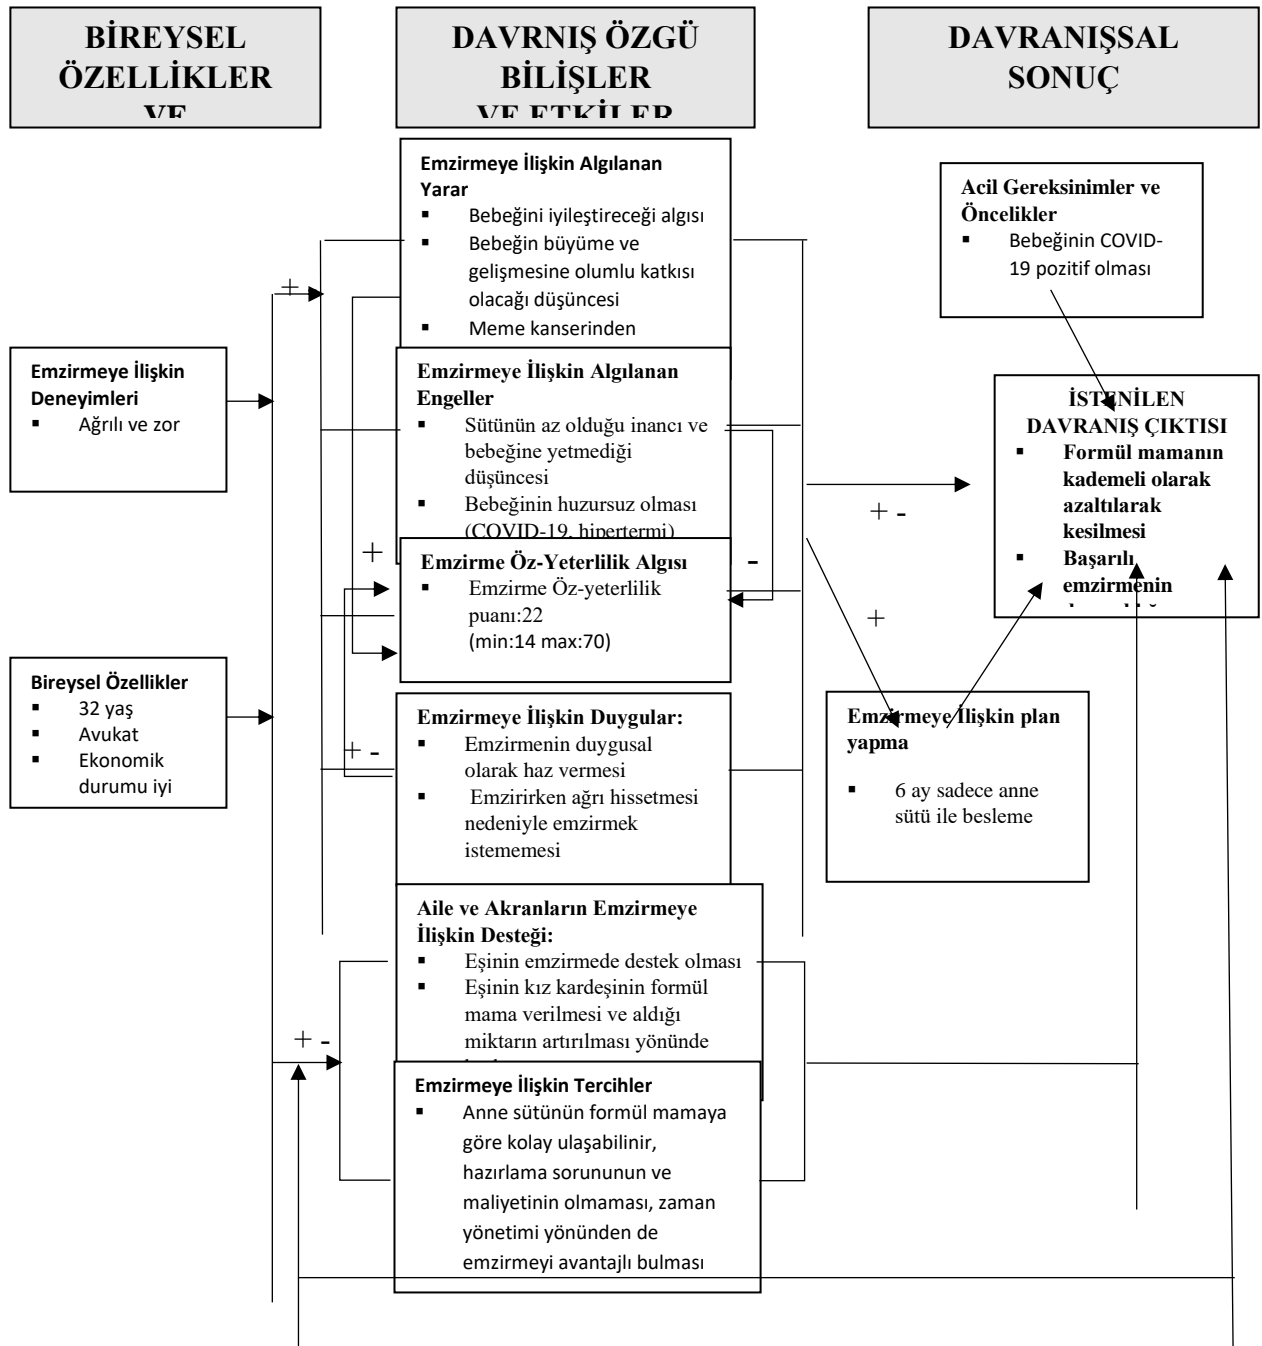 BİREYSEL
ÖZELLİKLER
VE
DAVRNIŞ ÖZGÜ
BİLİŞLER
VE ETKİLER
DAVRANIŞSAL
SONUÇ
Emzirmeye İlişkin Algılanan
Yarar
▪ Bebeğini iyileştireceği algısı
▪ Bebeğin büyüme ve
gelişmesine olumlu katkısı
olacağı düşüncesi
▪ Meme kanserinden
Acil Gereksinimler ve
Öncelikler
▪ Bebeğinin COVID-
19 pozitif olması
+
Emzirmeye İlişkin
Deneyimleri
▪ Ağrılı ve zor
Emzirmeye İlişkin Algılanan
Engeller
▪ Sütünün az olduğu inancı ve
bebeğine yetmediği
düşüncesi
▪ Bebeğinin huzursuz olması
(COVID-19, hipertermi)
İSTENİLEN
DAVRANIŞ ÇIKTISI
▪ Formül mamanın
kademeli olarak
azaltılarak
kesilmesi
▪ Başarılı
emzirmenin
+ -
+
-
Emzirme Öz-Yeterlilik Algısı
▪ Emzirme Öz-yeterlilik
puanı:22
(min:14 max:70)
+
Bireysel Özellikler
▪ 32 yaş
▪ Avukat
▪ Ekonomik
durumu iyi
+ -
Emzirmeye İlişkin Duygular:
▪ Emzirmenin duygusal
olarak haz vermesi
▪ Emzirirken ağrı hissetmesi
nedeniyle emzirmek
istememesi
Emzirmeye İlişkin plan
yapma
▪ 6 ay sadece anne
sütü ile besleme
Aile ve Akranların Emzirmeye
İlişkin Desteği:
▪ Eşinin emzirmede destek olması
▪ Eşinin kız kardeşinin formül
mama verilmesi ve aldığı
miktarın artırılması yönünde
+ -
Emzirmeye İlişkin Tercihler
▪ Anne sütünün formül mamaya
göre kolay ulaşabilinir,
hazırlama sorununun ve
maliyetinin olmaması, zaman
yönetimi yönünden de
emzirmeyi avantajlı bulması